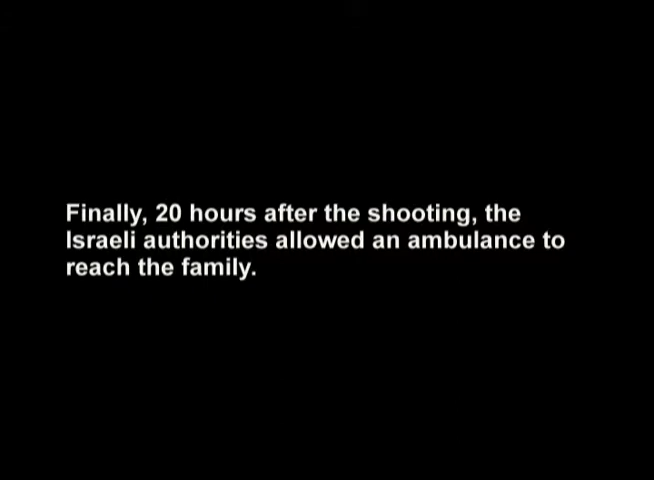 Finally, 20 hours after the shooting, the
Israeli authorities allowed an ambulance to
reach the family.